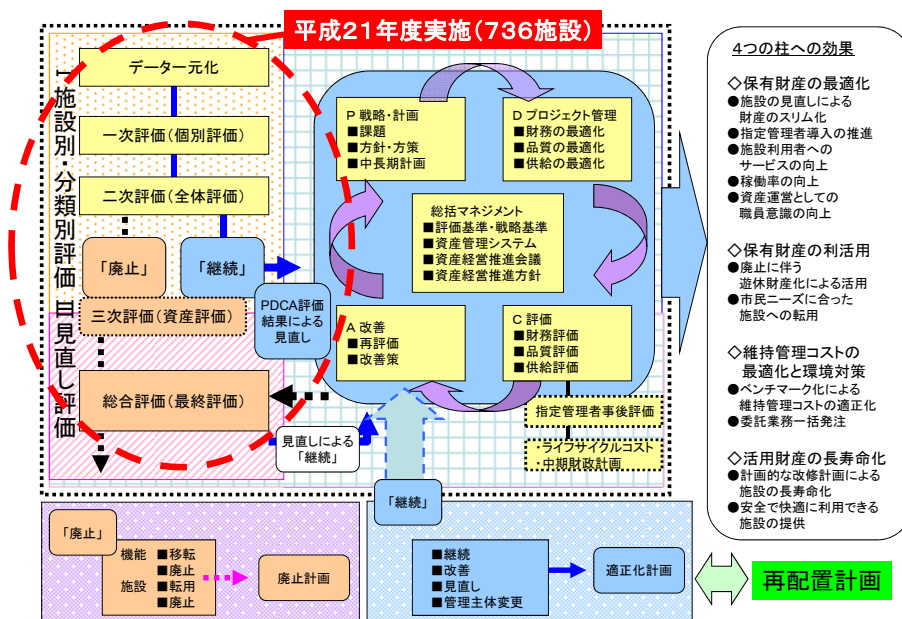 平成21年度実施(736施設)
Ⅰ施設別・分類別評価
データ一元化
一次評価(個別評価)
二次評価(全体評価)
「廃止」
「継続」
三次評価(資産評価)
PDCA評価
結果による
見直し
Ⅲ見直し評価
総合評価(最終評価)
見直しによる
「継続」
P 戦略・計画
■課題
■方針・方策
■中長期計画
D プロジェクト管理
■財務の最適化
■品質の最適化
■供給の最適化
総括マネジメント
■評価基準・戦略基準
■資産管理システム
■資産経営推進会議
■資産経営推進方針
A 改善
■再評価
■改善策
C 評価
■財務評価
■品質評価
■供給評価
指定管理者事後評価
・ライフサイクルコスト
・中期財政計画
「継続」
「廃止」
機能 ■移転
■廃止
施設 ■転用
■廃止
廃止計画
■継続
■改善
■見直し
■管理主体変更
適正化計画
再配置計画
4つの柱への効果
◇保有財産の最適化
●施設の見直しによる
財産のスリム化
●指定管理者導入の推進
●施設利用者への
サービスの向上
●稼働率の向上
●資産運営としての
職員意識の向上
◇保有財産の利活用
●廃止に伴う
遊休財産化による活用
●市民ニーズに合った
施設への転用
◇維持管理コストの
最適化と環境対策
●ベンチマーク化による
維持管理コストの適正化
●委託業務一括発注
◇活用財産の長寿命化
●計画的な改修計画による
施設の長寿命化
●安全で快適に利用できる
施設の提供